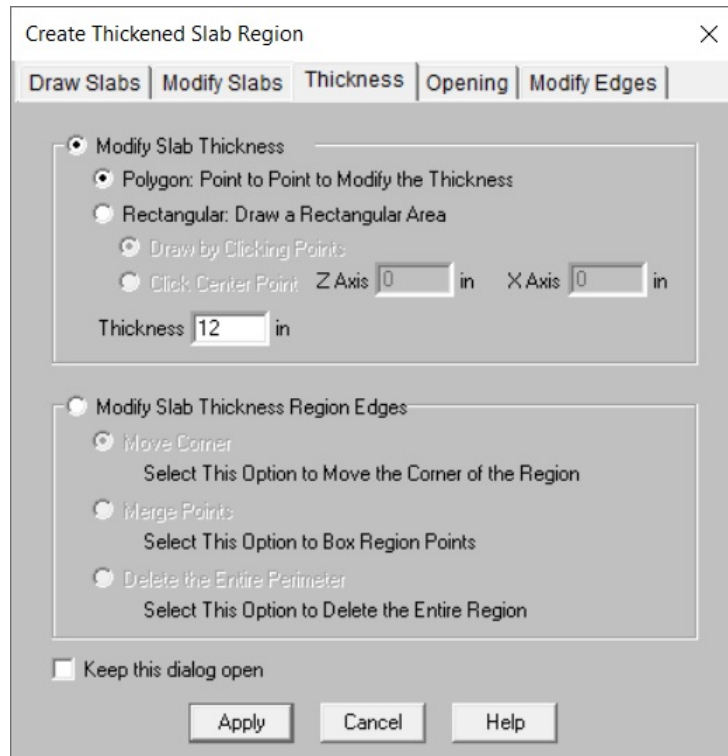 Create Thickened Slab Region
Draw Slabs Modify Slabs Thickness Opening Modify Edges
Modify Slab Thickness
Polygon: Point to Point to Modify the Thickness
Rectangular: Draw a Rectangular Area
Draw by Clicking Points
Click Center Point Z Axis 0 in X Axis 0 in
Thickness 12 in
Modify Slab Thickness Region Edges
Move Corner
Select This Option to Move the Corner of the Region
Merge Points
Select This Option to Box Region Points
Delete the Entire Perimeter
Select This Option to Delete the Entire Region
Keep this dialog open
Apply Cancel Help